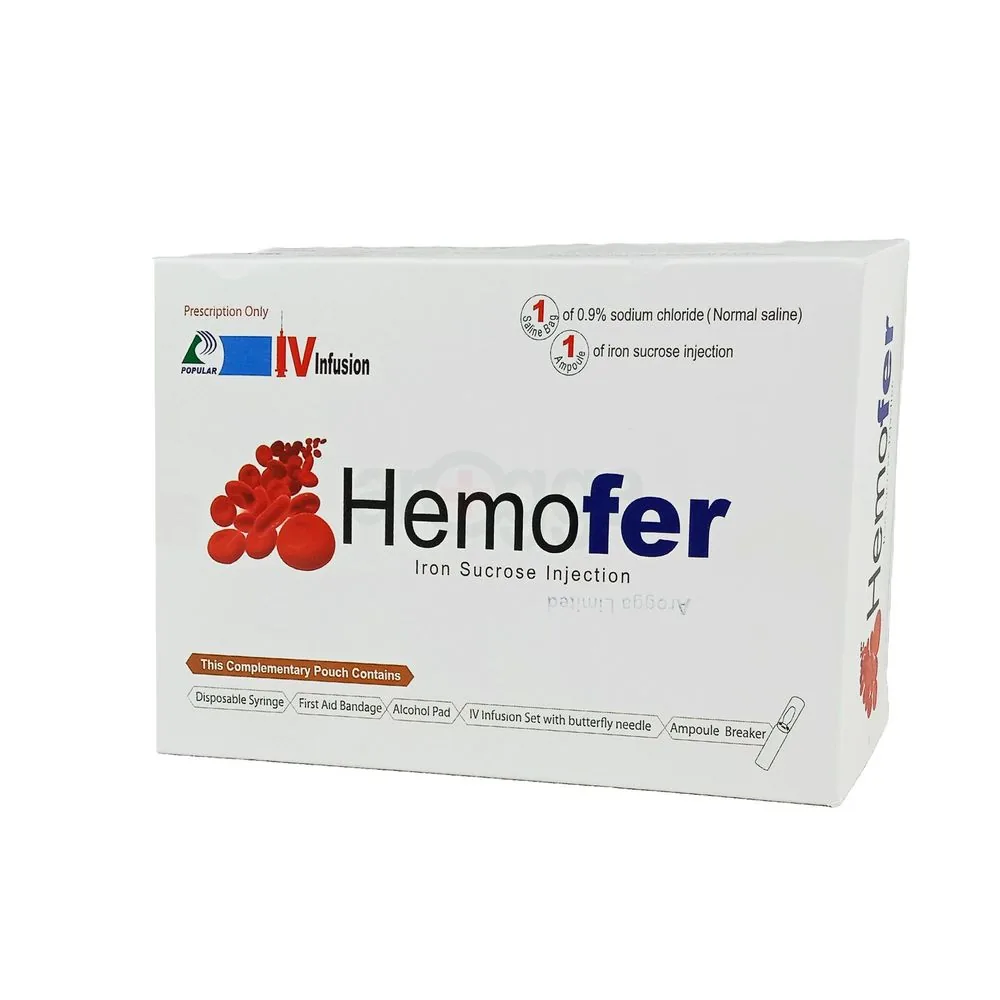 Prescription Only
POPULAR
IV Infusion
1 Saline Bag of 0.9% sodium chloride (Normal saline)
1 Ampoule of iron sucrose injection
Hemofer
Iron Sucrose Injection
Arogga Limited
This Complementary Pouch Contains
Disposable Syringe
First Aid Bandage
Alcohol Pad
IV Infusion Set with butterfly needle
Ampoule Breaker
Hemofer